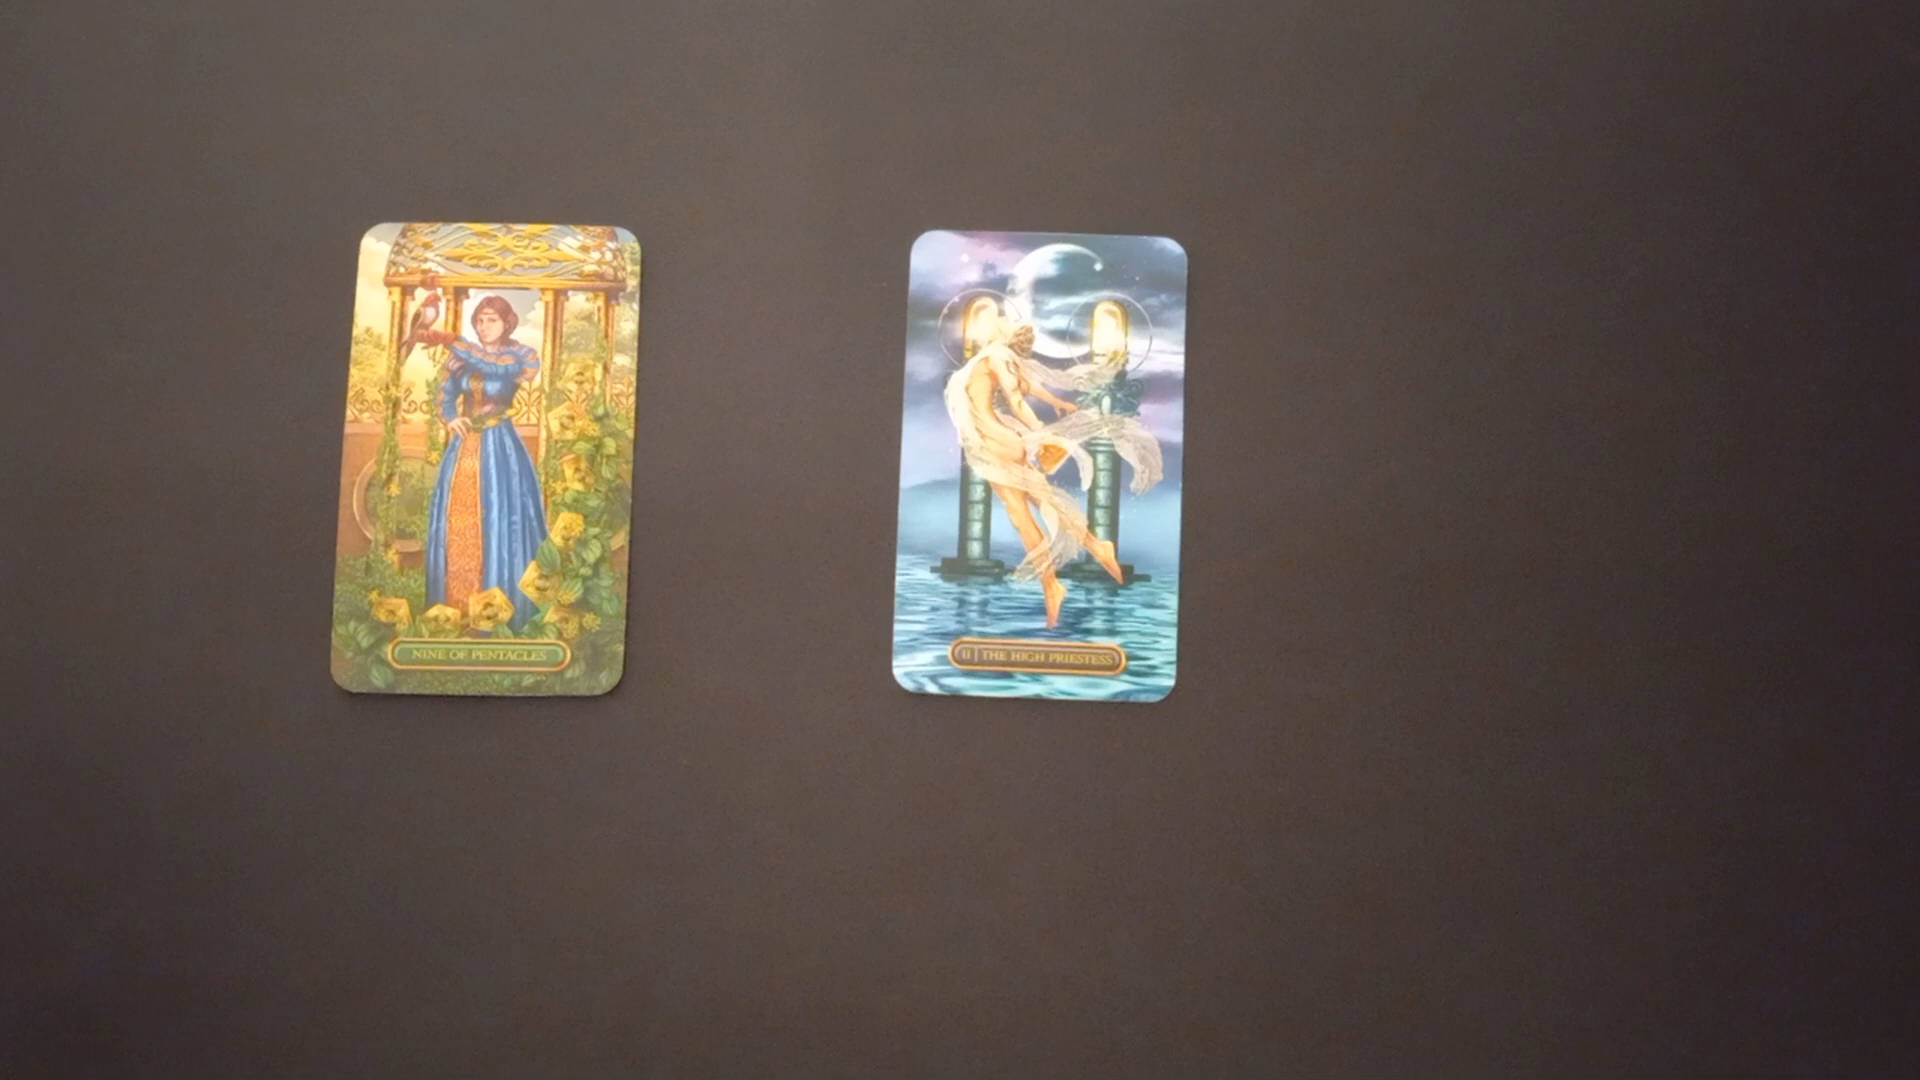 NINE OF PENTACLES
II | THE HIGH PRIESTESS